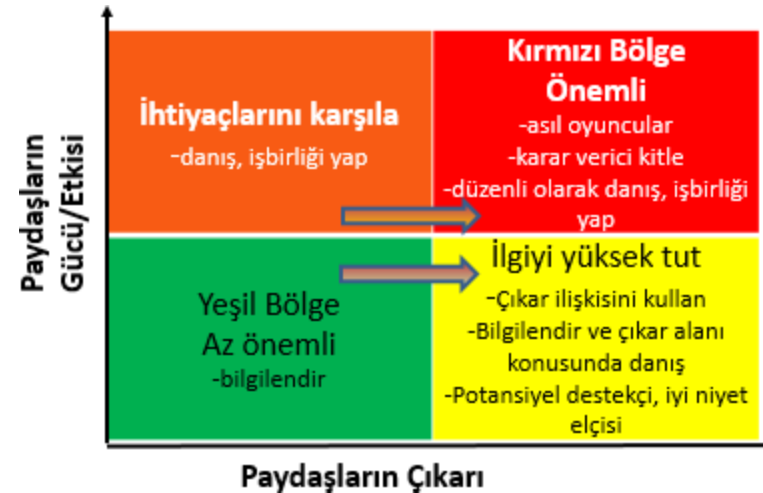 Paydaşların
Gücü/Etkisi
İhtiyaçlarını karşıla
-danış, işbirliği yap
Kırmızı Bölge
Önemli
-asıl oyuncular
-karar verici kitle
-düzenli olarak danış, işbirliği
yap
Yeşil Bölge
Az önemli
-bilgilendir
İlgiyi yüksek tut
-Çıkar ilişkisini kullan
-Bilgilendir ve çıkar alanı
konusunda danış
-Potansiyel destekçi, iyi niyet
elçisi
Paydaşların Çıkarı